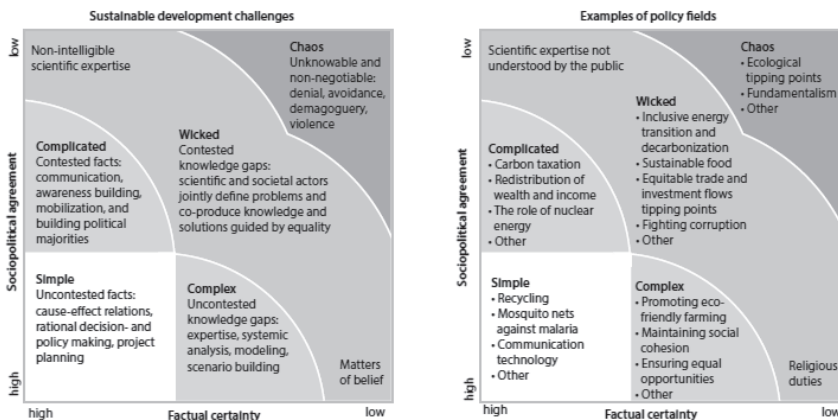 Sustainable development challenges
low
Sociopolitical agreement
high
Non-intelligible
scientific expertise
Chaos
Unknowable and
non-negotiable:
denial, avoidance,
demagoguery,
violence
Complicated
Contested facts:
communication,
awareness building,
mobilization, and
building political
majorities
Wicked
Contested
knowledge gaps:
scientific and societal actors
jointly define problems and
co-produce knowledge and
solutions guided by equality
Simple
Uncontested facts:
cause-effect relations,
rational decision- and
policy making, project
planning
Complex
Uncontested
knowledge gaps:
expertise, systemic
analysis, modeling,
scenario building
Matters
of belief
high
Factual certainty
low
Examples of policy fields
low
Sociopolitical agreement
high
Scientific expertise not
understood by the public
Chaos
• Ecological
tipping points
• Fundamentalism
• Other
Complicated
• Carbon taxation
• Redistribution of
wealth and income
• The role of nuclear
energy
• Other
Wicked
• Inclusive energy
transition and
decarbonization
• Sustainable food
• Equitable trade and
investment flows
tipping points
• Fighting corruption
• Other
Simple
• Recycling
• Mosquito nets
against malaria
• Communication
technology
• Other
Complex
• Promoting eco-
friendly farming
• Maintaining social
cohesion
• Ensuring equal
opportunities
• Other
Religious
duties
high
Factual certainty
low